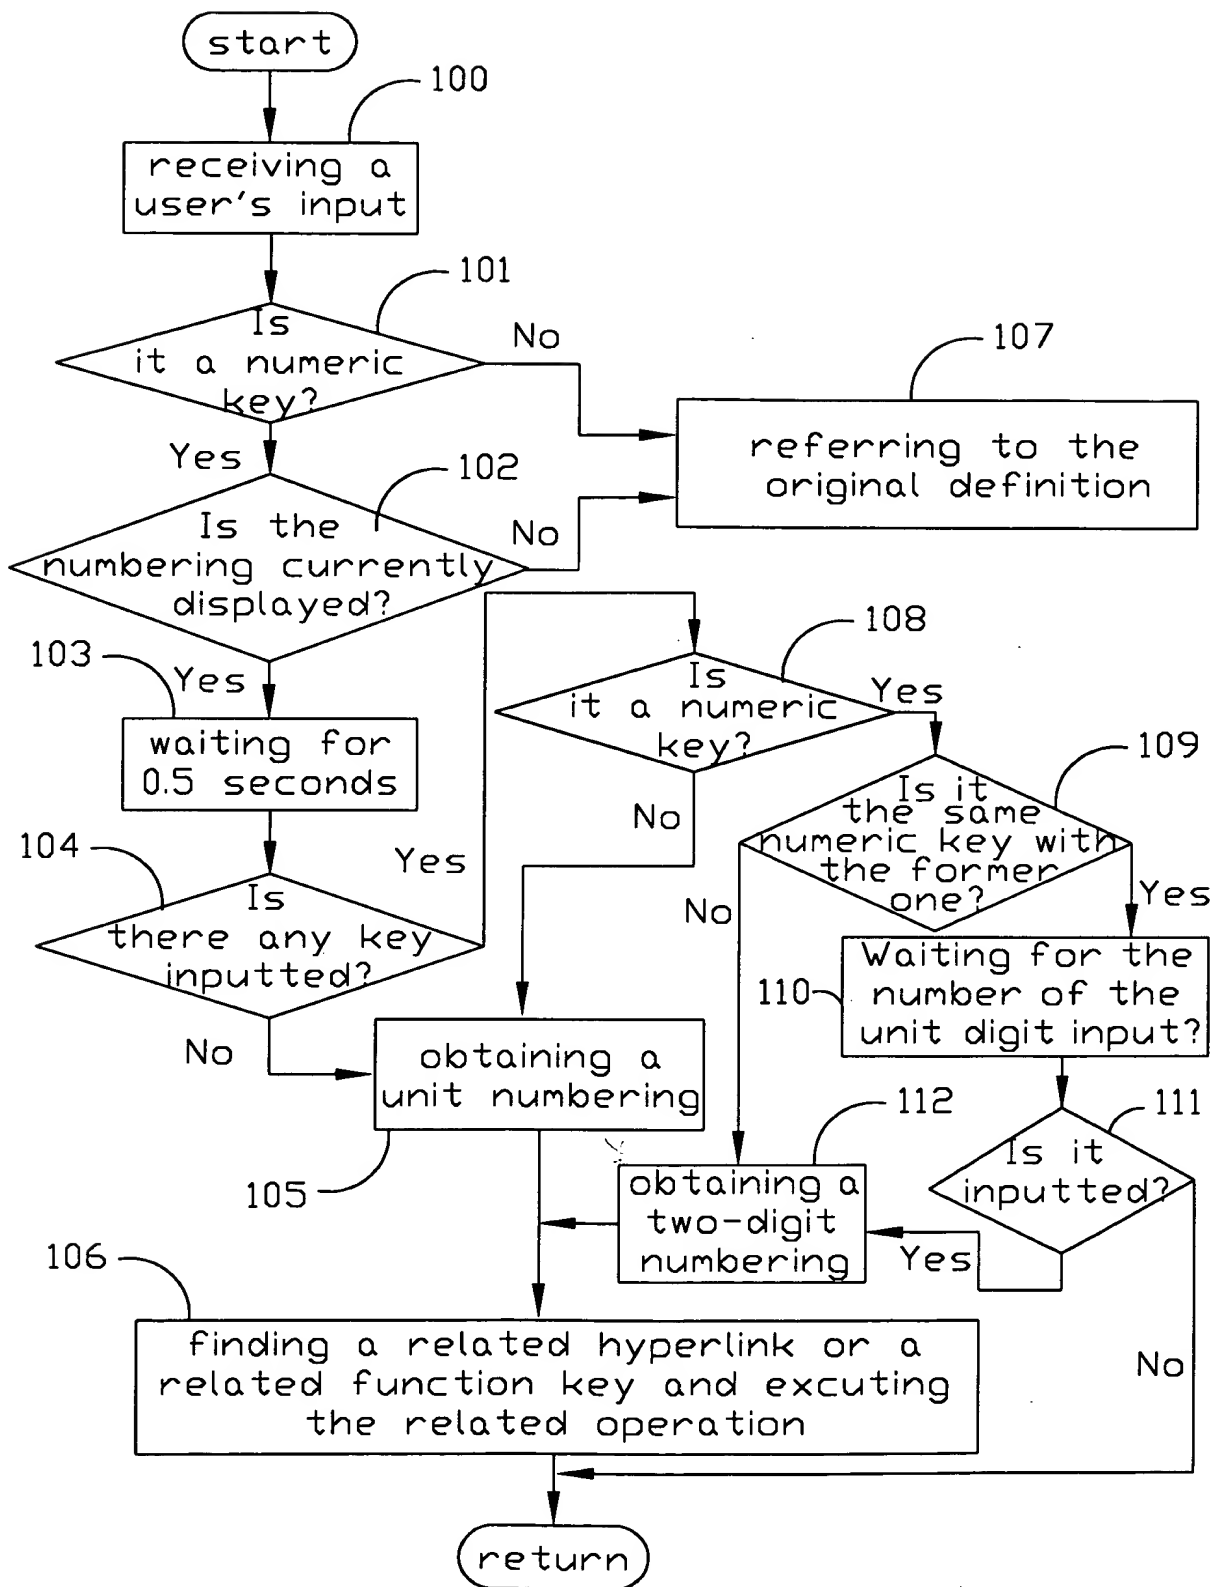 start
100
receiving a
user's input
101
Is
it a numeric
key?
No
107
referring to the
original definition
Yes
102
Is the
numbering currently
displayed?
No
103
Yes
waiting for
0.5 seconds
108
Is
it a numeric
key?
Yes
No
109
Is it
the same
numeric key with
the former
one?
No
Yes
104
Is
there any key
inputted?
Yes
No
110
Waiting for the
number of the
unit digit input?
obtaining a
unit numbering
105
112
obtaining a
two-digit
numbering
111
Is it
inputted?
Yes
No
106
finding a related hyperlink or a
related function key and excuting
the related operation
return